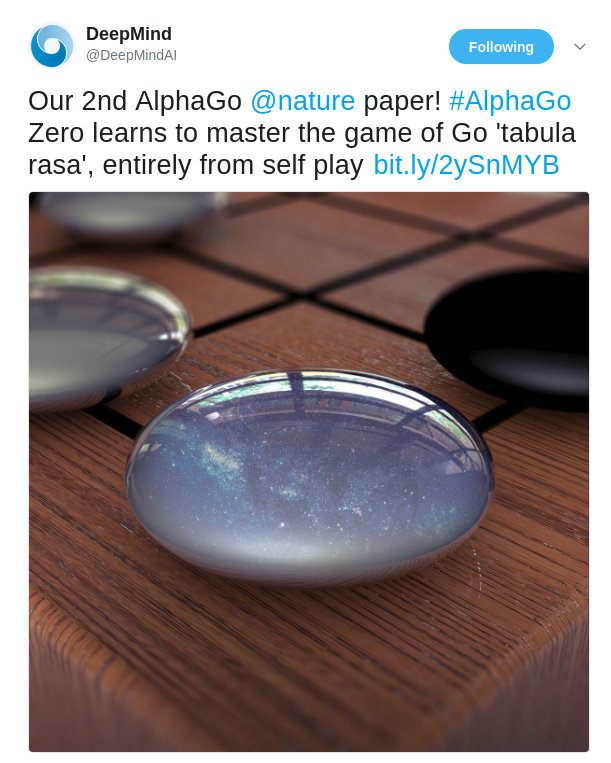 DeepMind
@DeepMindAI
Following
Our 2nd AlphaGo @nature paper! #AlphaGo
Zero learns to master the game of Go 'tabula
rasa', entirely from self play bit.ly/2ySnMYB